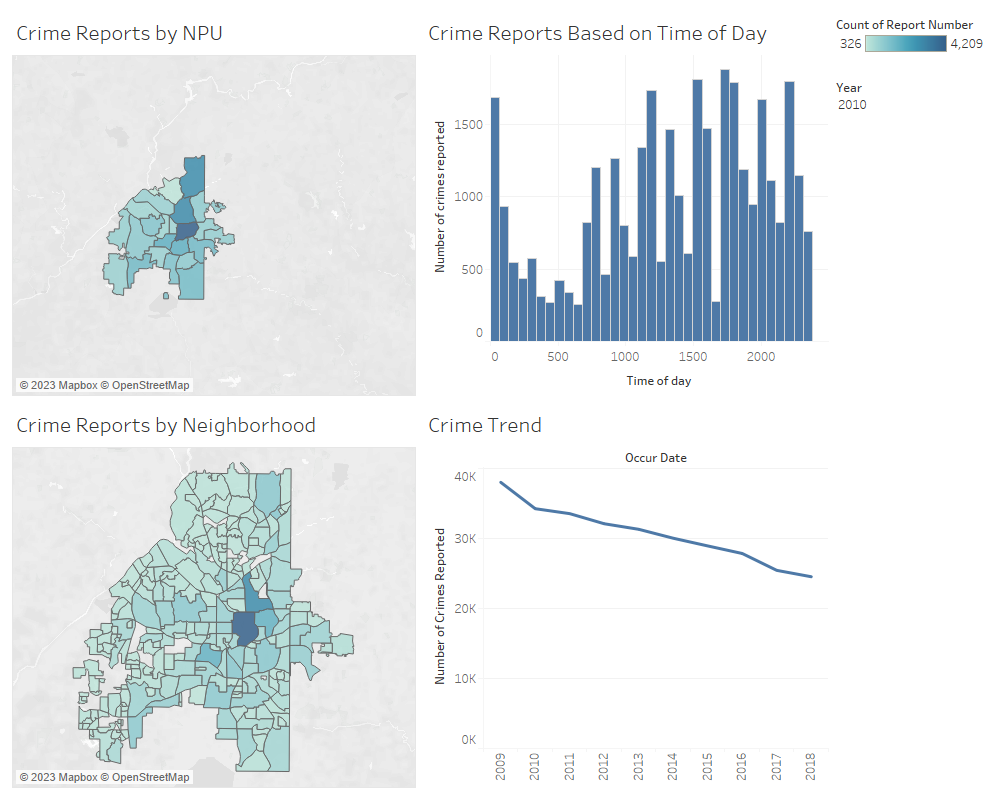 Crime Reports by NPU
© 2023 Mapbox © OpenStreetMap
Crime Reports Based on Time of Day
Number of crimes reported
1500
1000
500
0
0 500 1000 1500 2000
Time of day
Count of Report Number
326 4,209
Year
2010
Crime Reports by Neighborhood
© 2023 Mapbox © OpenStreetMap
Crime Trend
Occur Date
Number of Crimes Reported
40K
30K
20K
10K
0K
2009 2010 2011 2012 2013 2014 2015 2016 2017 2018